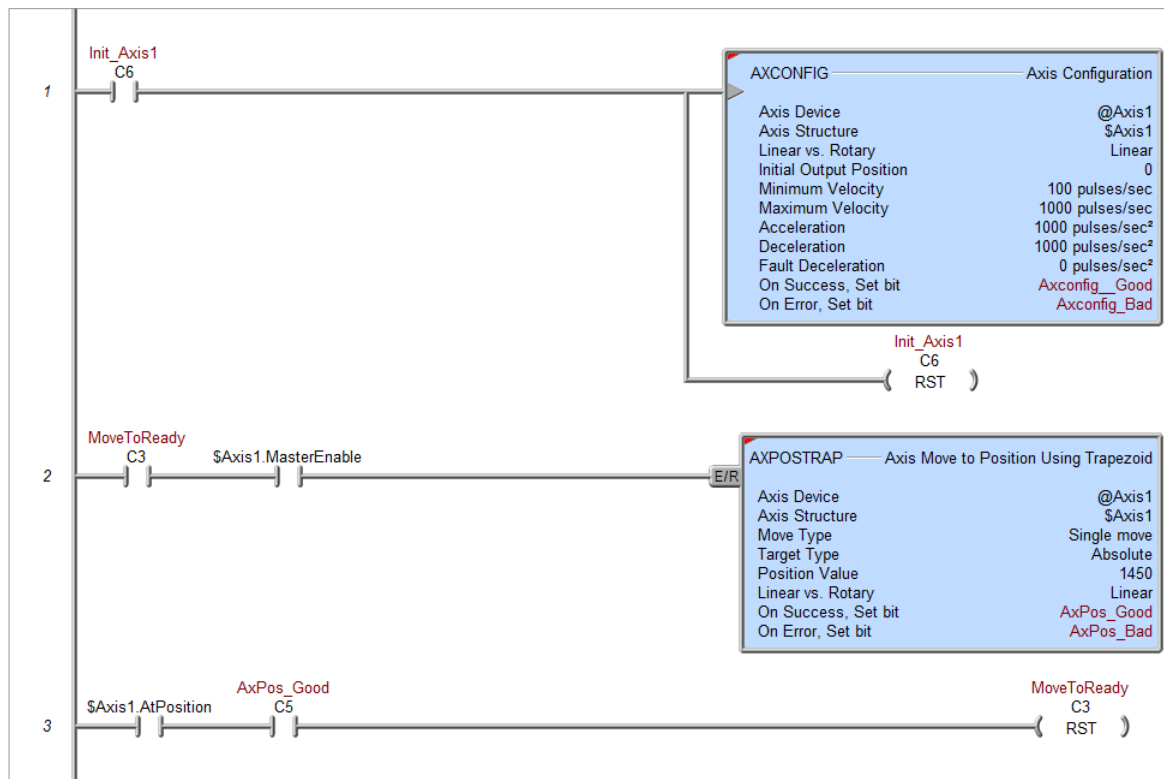 Init_Axis1
C6
1
AXCONFIG Axis Configuration
Axis Device @Axis1
Axis Structure $Axis1
Linear vs. Rotary Linear
Initial Output Position 0
Minimum Velocity 100 pulses/sec
Maximum Velocity 1000 pulses/sec
Acceleration 1000 pulses/sec²
Deceleration 1000 pulses/sec²
Fault Deceleration 0 pulses/sec²
On Success, Set bit Axconfig__Good
On Error, Set bit Axconfig_Bad
Init_Axis1
C6
RST
MoveToReady
C3 $Axis1.MasterEnable
2
E/R
AXPOSTRAP Axis Move to Position Using Trapezoid
Axis Device @Axis1
Axis Structure $Axis1
Move Type Single move
Target Type Absolute
Position Value 1450
Linear vs. Rotary Linear
On Success, Set bit AxPos_Good
On Error, Set bit AxPos_Bad
AxPos_Good MoveToReady
$Axis1.AtPosition C5 C3
3 RST